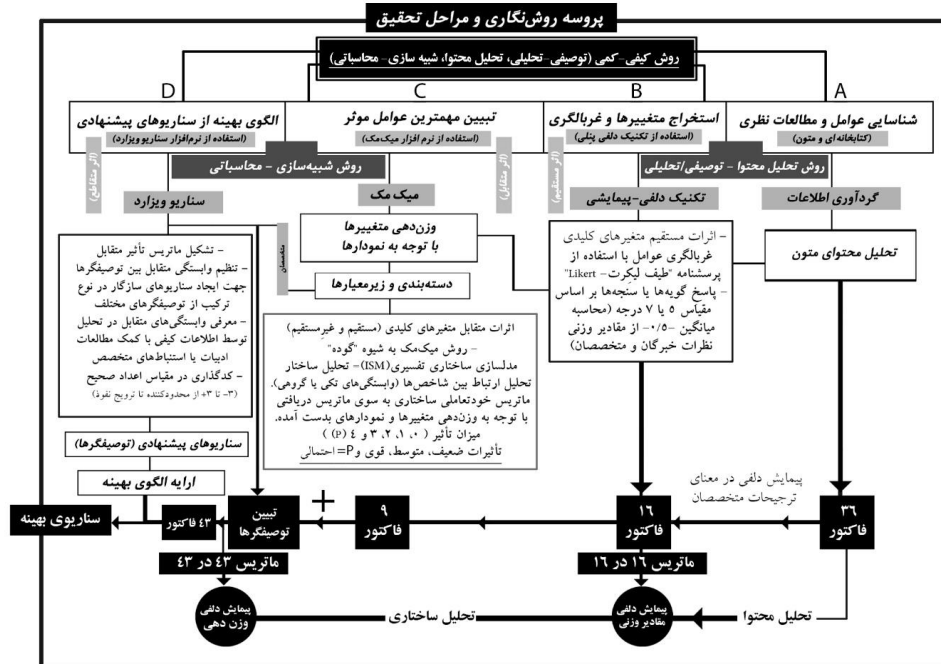 پروسه روش‌نگاری و مراحل تحقیق
روش کیفی-کمی (توصیفی-تحلیلی، تحلیل محتوا، شبیه سازی- محاسباتی)
A
B
C
D
شناسایی عوامل و مطالعات نظری
(کتابخانه‌ای و متون)
استخراج متغییرها و غربالگری
(استفاده از تکنیک دلفی پنلی)
تبیین مهمترین عوامل موثر
(استفاده از نرم افزار میک‌مک)
الگوی بهینه از سناریوهای پیشنهادی
(استفاده از نرم‌افزار سناریو ویزارد)
روش تحلیل محتوا - توصیفی/تحلیلی
روش شبیه‌سازی - محاسباتی
(اثر مستقیم)
(اثر متقابل)
(اثر متقاطع)
گردآوری اطلاعات
تحلیل محتوای متون
تکنیک دلفی-پیمایشی
- اثرات مستقیم متغیرهای کلیدی
غربالگری عوامل با استفاده از
پرسشنامه "طیف لیکرت- Likert"
- پاسخ گویه‌ها یا سنجه‌ها بر اساس
مقیاس ۵ یا ۷ درجه (محاسبه
میانگین -۰/۵- از مقادیر وزنی
نظرات خبرگان و متخصصان)
میک مک
وزن‌دهی متغییرها
با توجه به نمودارها
دسته‌بندی و زیرمعیارها
متخصصان
اثرات متقابل متغیرهای کلیدی (مستقیم و غیرمستقیم)
- روش میک‌مک به شیوه "گوده"
مدلسازی ساختاری تفسیری(ISM)- تحلیل ساختار
تحلیل ارتباط بین شاخص‌ها (وابستگی‌های تکی یا گروهی).
ماتریس خودتعاملی ساختاری به سوی ماتریس دریافتی
با توجه به وزن‌دهی متغییرها و نمودارهای بدست آمده.
میزان تأثیر ( ۰، ۱، ۲، ۳ و ٤ (P) )
تأثیرات ضعیف، متوسط، قوی و P= احتمالی
سناریو ویزارد
- تشکیل ماتریس تأثیر متقابل
- تنظیم وابستگی متقابل بین توصیفگرها
جهت ایجاد سناریوهای سازگار در نوع
ترکیب از توصیفگرهای مختلف
- معرفی وابستگی‌های متقابل در تحلیل
توسط اطلاعات کیفی با کمک مطالعات
ادبیات یا استنباط‌های متخصص
- کدگذاری در مقیاس اعداد صحیح
(۳- تا ۳+ از محدودکننده تا ترویج نفوذ)
سناریوهای پیشنهادی (توصیفگرها)
ارایه الگوی بهینه
پیمایش دلفی در معنای
ترجیحات متخصصان
۳۶
فاکتور
۱۶
فاکتور
۹
فاکتور
+
تبیین
توصیفگرها
٤۳ فاکتور
سناریوی بهینه
ماتریس ۱۶ در ۱۶
ماتریس ٤۳ در ٤۳
تحلیل محتوا
پیمایش دلفی
مقادیر وزنی
تحلیل ساختاری
پیمایش دلفی
وزن دهی